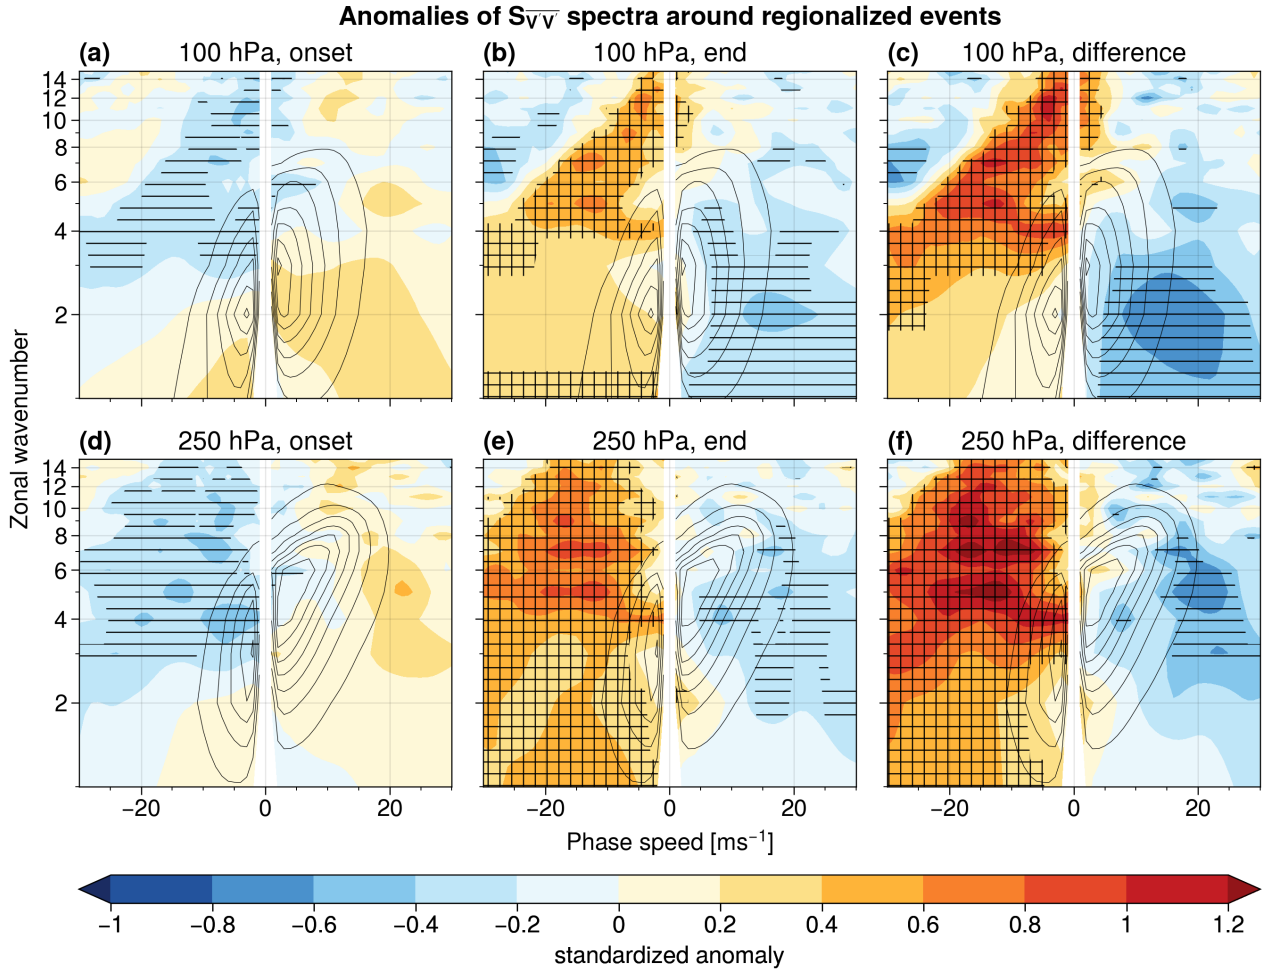 Anomalies of S V′V′ spectra around regionalized events
(a) 100 hPa, onset
(b) 100 hPa, end
(c) 100 hPa, difference
14
12
10
8
6
4
2
(d) 250 hPa, onset
(e) 250 hPa, end
(f) 250 hPa, difference
Zonal wavenumber
14
12
10
8
6
4
2
−20 0 20
−20 0 20
−20 0 20
Phase speed [ms⁻¹]
−1 −0.8 −0.6 −0.4 −0.2 0 0.2 0.4 0.6 0.8 1 1.2
standardized anomaly